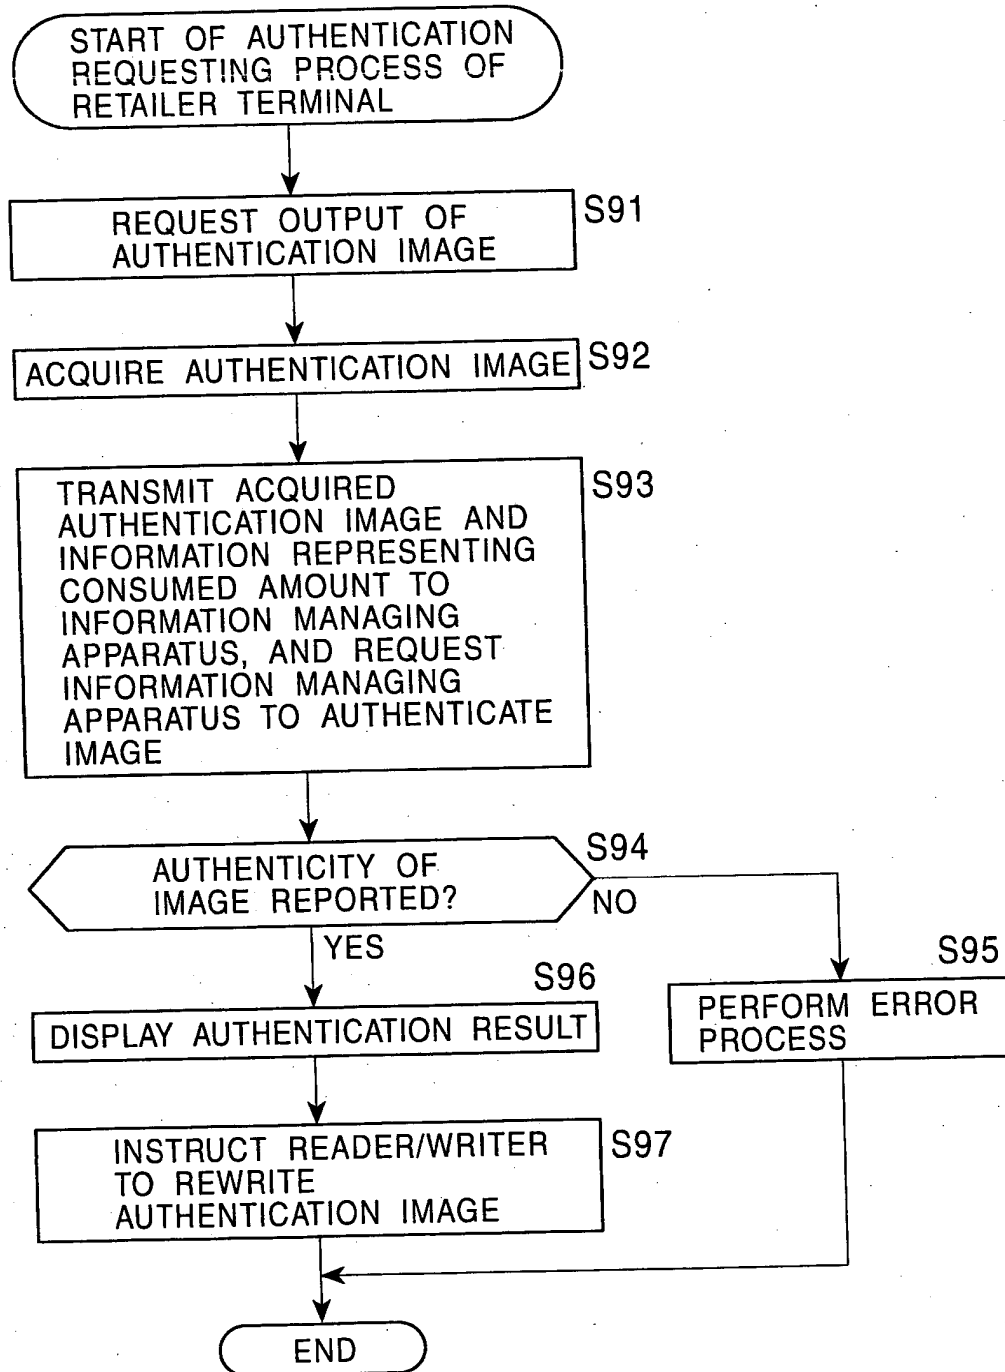 START OF AUTHENTICATION
REQUESTING PROCESS OF
RETAILER TERMINAL
REQUEST OUTPUT OF
AUTHENTICATION IMAGE
S91
ACQUIRE AUTHENTICATION IMAGE
S92
TRANSMIT ACQUIRED
AUTHENTICATION IMAGE AND
INFORMATION REPRESENTING
CONSUMED AMOUNT TO
INFORMATION MANAGING
APPARATUS, AND REQUEST
INFORMATION MANAGING
APPARATUS TO AUTHENTICATE
IMAGE
S93
AUTHENTICITY OF
IMAGE REPORTED?
S94
NO
YES
S95
PERFORM ERROR
PROCESS
S96
DISPLAY AUTHENTICATION RESULT
INSTRUCT READER/WRITER
TO REWRITE
AUTHENTICATION IMAGE
S97
END